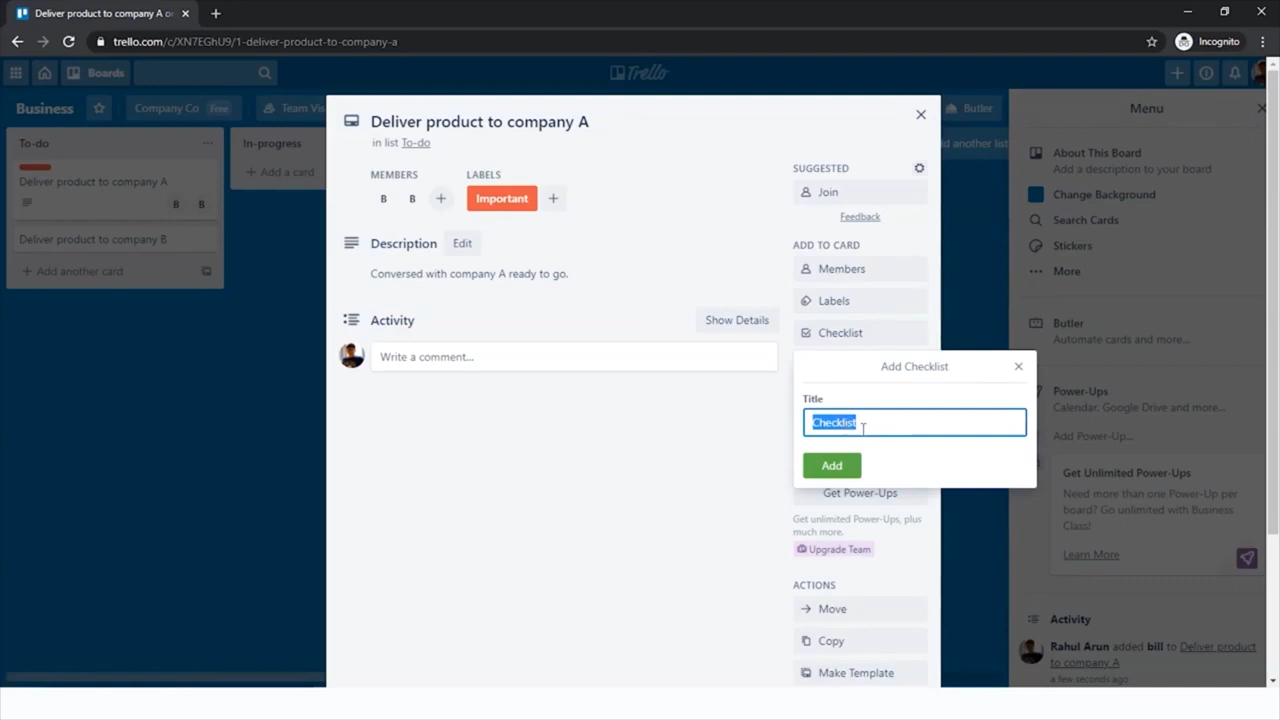 Deliver product to company A o
trello.com/c/XN7EGhU9/1-deliver-product-to-company-a
Incognito
Boards
Trello
Business
Company Co Free
Team Vis
Butler
To-do
Deliver product to company A
B B
Deliver product to company B
+ Add another card
In-progress
+ Add a card
d another list
Deliver product to company A
in list To-do
MEMBERS
B B +
LABELS
Important +
Description Edit
Conversed with company A ready to go.
Activity
Show Details
Write a comment...
SUGGESTED
Join
Feedback
ADD TO CARD
Members
Labels
Checklist
Add Checklist
Title
Checklist
Add
Get Power-Ups
Get unlimited Power-Ups, plus
much more.
Upgrade Team
ACTIONS
Move
Copy
Make Template
Menu
About This Board
Add a description to your board
Change Background
Search Cards
Stickers
More
Butler
Automate cards and more...
Power-Ups
Calendar. Google Drive and more...
Add Power-Up...
Get Unlimited Power-Ups
Need more than one Power-Up per
board? Go unlimted with Business
Class!
Learn More
Activity
Rahul Arun added bill to Deliver product
to company A
a few seconds ago